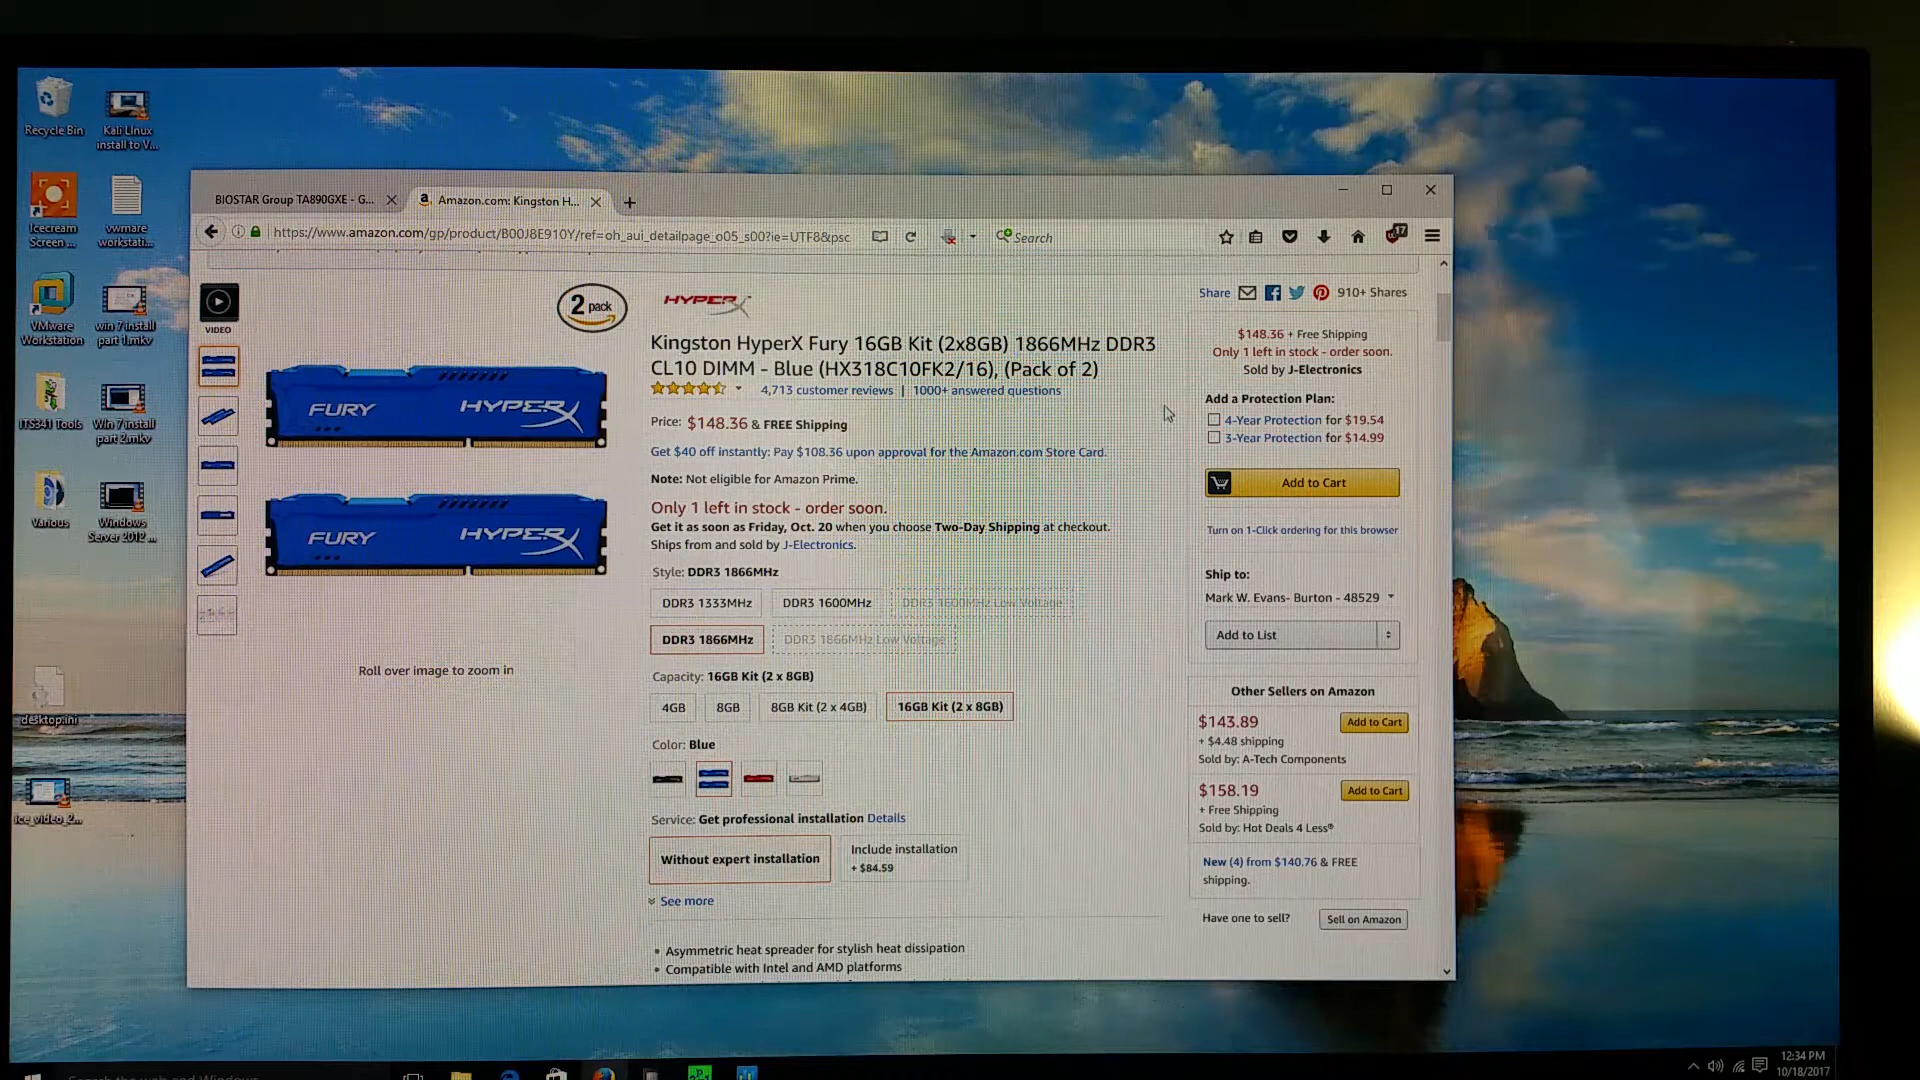 Recycle Bin
Kali Linux
install to V...
Icecream
Screen ...
vwware
workstati...
VMware
Workstation
win 7 install
part 1.mkv
ITS341 Tools
Win 7 install
part 2.mkv
Various
Windows
Server 2012 ...
desktop.ini
ice_video_2...
BIOSTAR Group TA890GXE - G...
Amazon.com: Kingston H...
https://www.amazon.com/gp/product/B00J8E910Y/ref=oh_aui_detailpage_o05_s00?ie=UTF8&psc
Search
17
VIDEO
2 pack
FURY HYPERX
FURY HYPERX
Roll over image to zoom in
HYPERX
Kingston HyperX Fury 16GB Kit (2x8GB) 1866MHz DDR3
CL10 DIMM - Blue (HX318C10FK2/16), (Pack of 2)
4,713 customer reviews | 1000+ answered questions
Price: $148.36 & FREE Shipping
Get $40 off instantly: Pay $108.36 upon approval for the Amazon.com Store Card.
Note: Not eligible for Amazon Prime.
Only 1 left in stock - order soon.
Get it as soon as Friday, Oct. 20 when you choose Two-Day Shipping at checkout.
Ships from and sold by J-Electronics.
Style: DDR3 1866MHz
DDR3 1333MHz DDR3 1600MHz DDR3 1600MHz Low Voltage
DDR3 1866MHz DDR3 1866MHz Low Voltage
Capacity: 16GB Kit (2 x 8GB)
4GB 8GB 8GB Kit (2 x 4GB) 16GB Kit (2 x 8GB)
Color: Blue
Service: Get professional installation Details
Without expert installation
Include installation
+ $84.59
See more
• Asymmetric heat spreader for stylish heat dissipation
• Compatible with Intel and AMD platforms
Share 910+ Shares
$148.36 + Free Shipping
Only 1 left in stock - order soon.
Sold by J-Electronics
Add a Protection Plan:
4-Year Protection for $19.54
3-Year Protection for $14.99
Add to Cart
Turn on 1-Click ordering for this browser
Ship to:
Mark W. Evans- Burton - 48529
Add to List
Other Sellers on Amazon
$143.89 Add to Cart
+ $4.48 shipping
Sold by: A-Tech Components
$158.19 Add to Cart
+ Free Shipping
Sold by: Hot Deals 4 Less®
New (4) from $140.76 & FREE
shipping.
Have one to sell? Sell on Amazon
Search the web and Windows
12:34 PM
10/18/2017